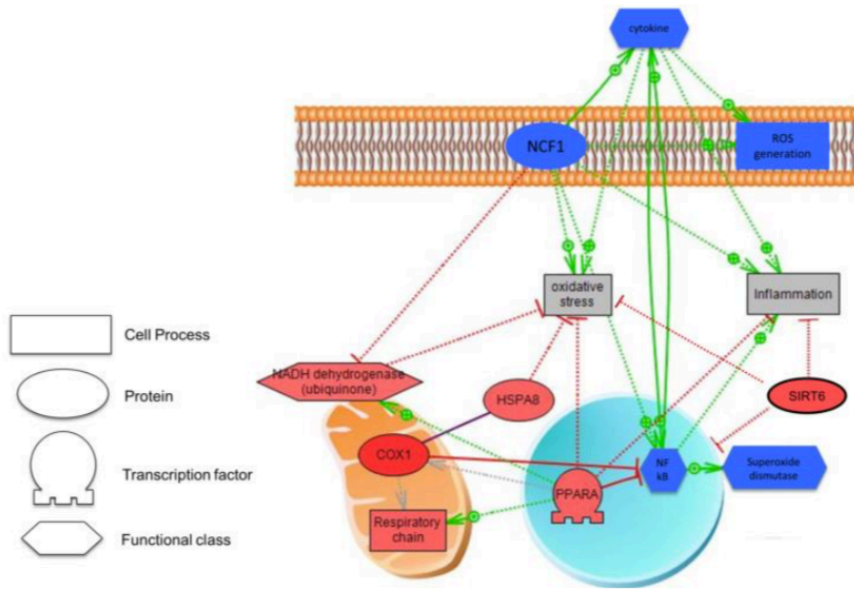 cytokine
NCF1
ROS
generation
oxidative
stress
Inflammation
Cell Process
NADH dehydrogenase
(ubiquinone)
HSPA8
SIRT6
Protein
COX1
NF
kB
Superoxide
dismutase
Transcription factor
PPARA
Respiratory
chain
Functional class